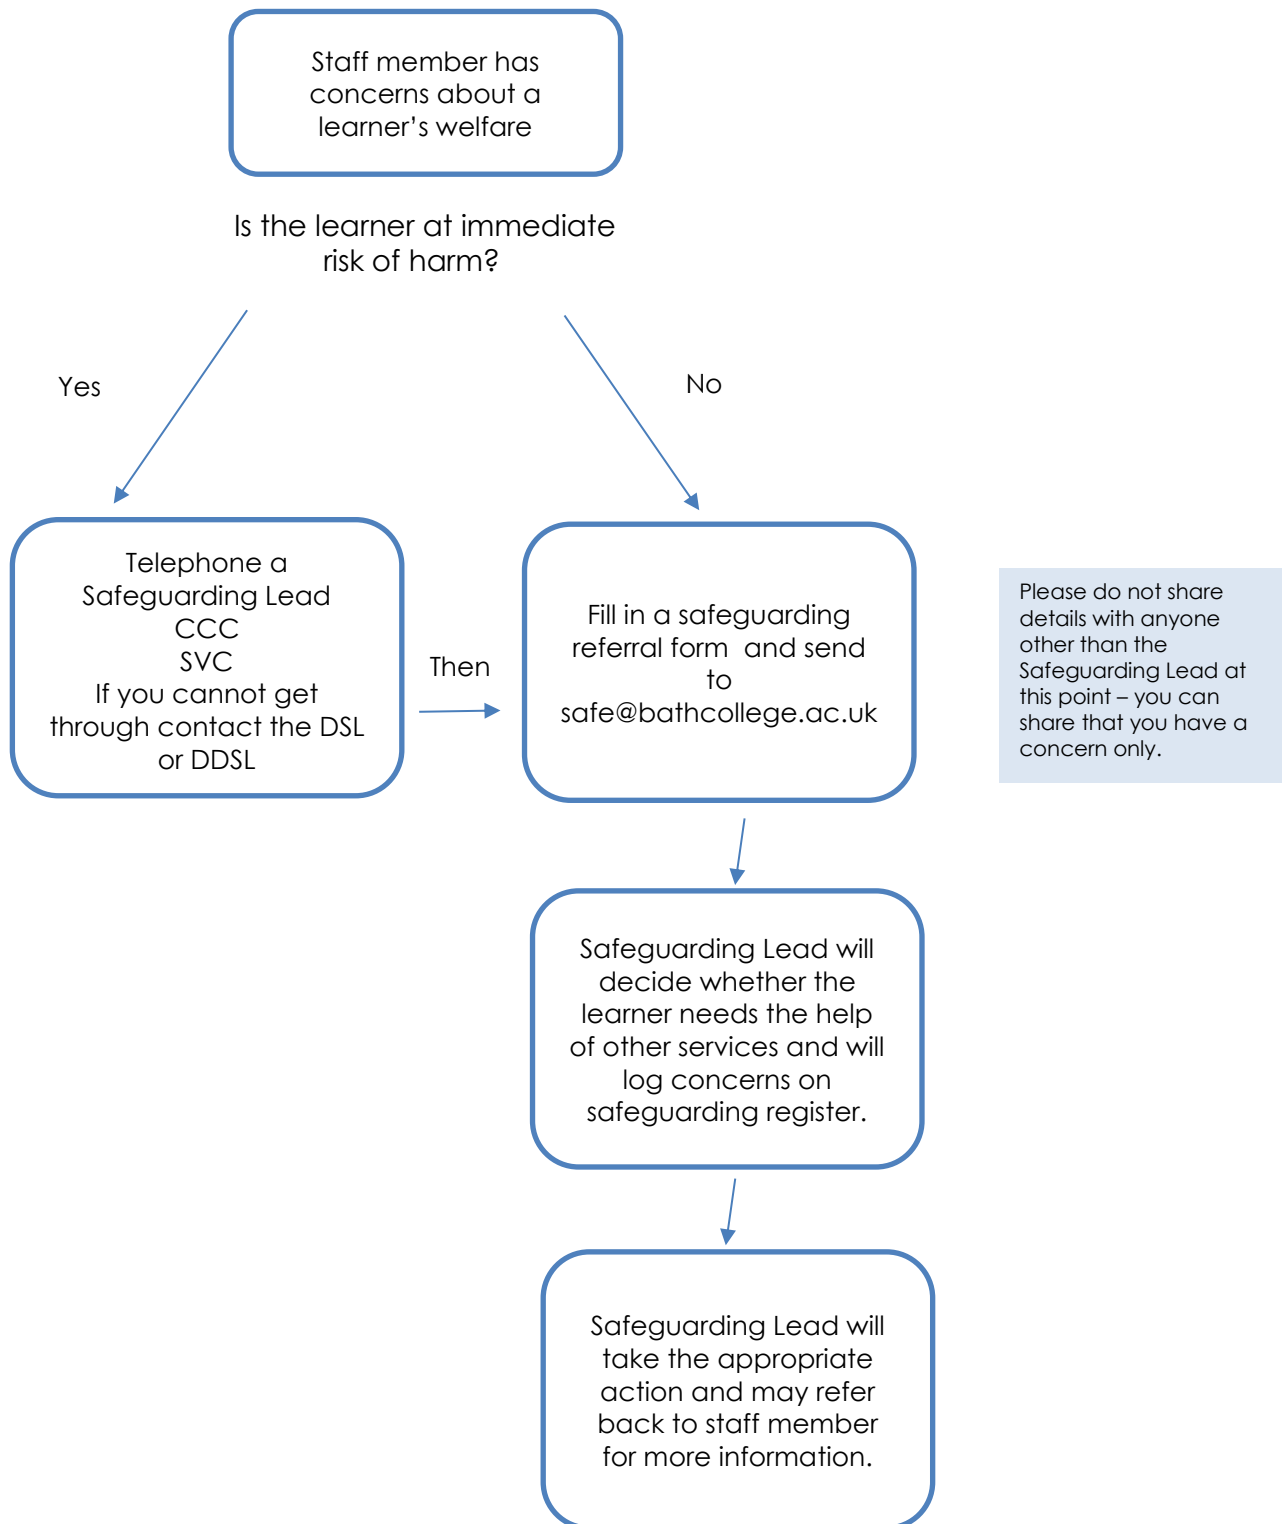 Staff member has
concerns about a
learner’s welfare
Is the learner at immediate
risk of harm?
Yes
No
Telephone a
Safeguarding Lead
CCC
SVC
If you cannot get
through contact the DSL
or DDSL
Then
Fill in a safeguarding
referral form  and send
to
safe@bathcollege.ac.uk
Please do not share
details with anyone
other than the
Safeguarding Lead at
this point – you can
share that you have a
concern only.
Safeguarding Lead will
decide whether the
learner needs the help
of other services and will
log concerns on
safeguarding register.
Safeguarding Lead will
take the appropriate
action and may refer
back to staff member
for more information.